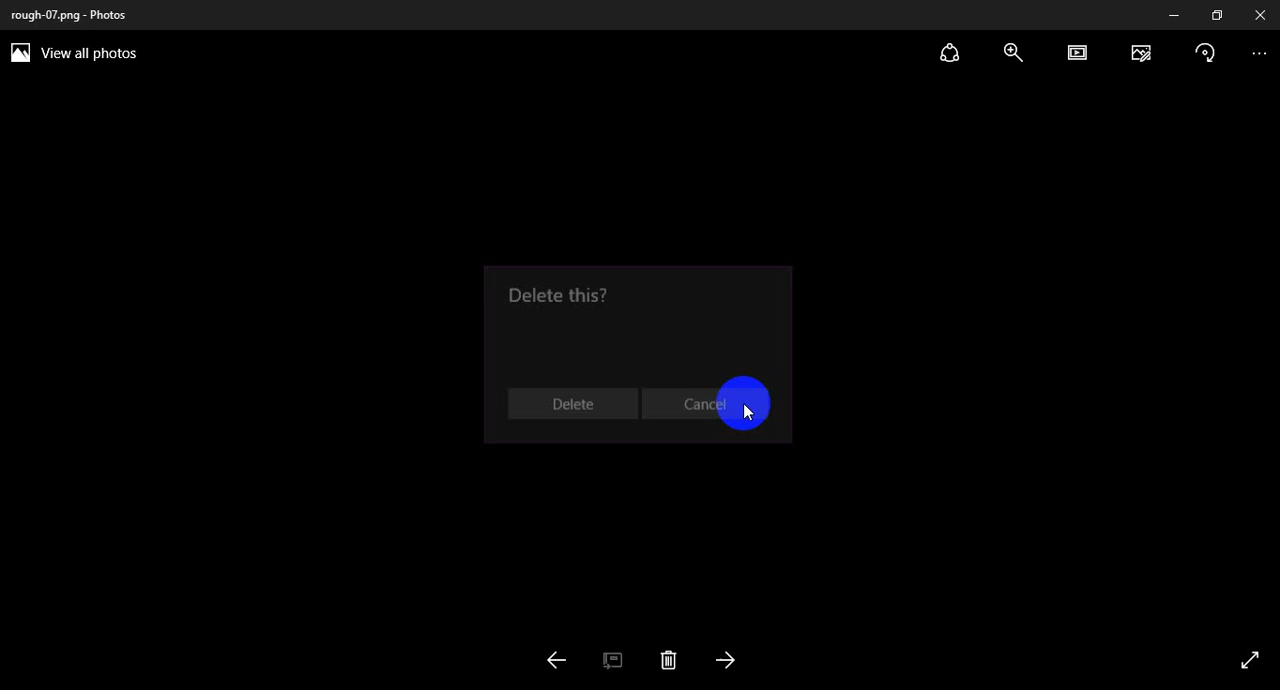 rough-07.png - Photos
View all photos
Delete this?
Delete
Cancel